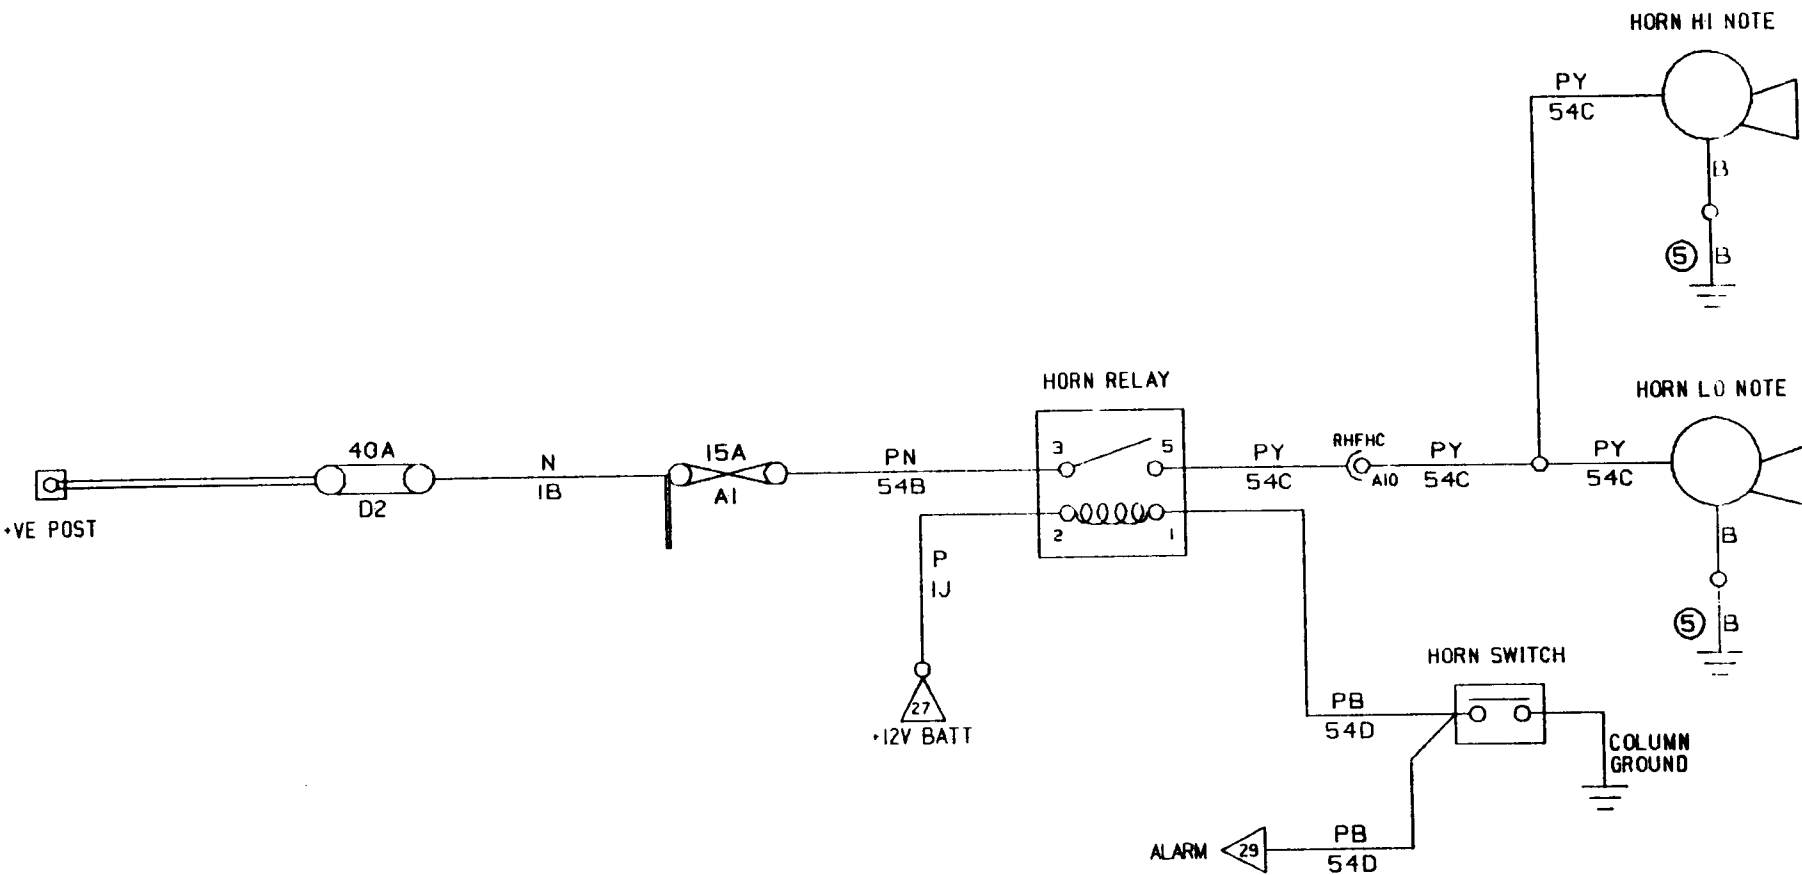 HORN HI NOTE
PY
54C
B
5
B
HORN RELAY
HORN LO NOTE
40A
D2
N
1B
15A
A1
PN
54B
3
5
2
1
PY
54C
RHFHC
A10
PY
54C
PY
54C
B
5
B
+VE POST
P
1J
27
+12V BATT
HORN SWITCH
PB
54D
COLUMN
GROUND
ALARM
29
PB
54D